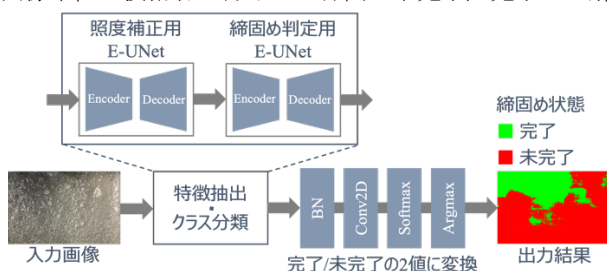 照度補正用
E-UNet
締固め判定用
E-UNet
Encoder
Decoder
Encoder
Decoder
締固め状態
完了
未完了
特徴抽出
・
クラス分類
BN
Conv2D
Softmax
Argmax
入力画像
完了/未完了の2値に変換
出力結果